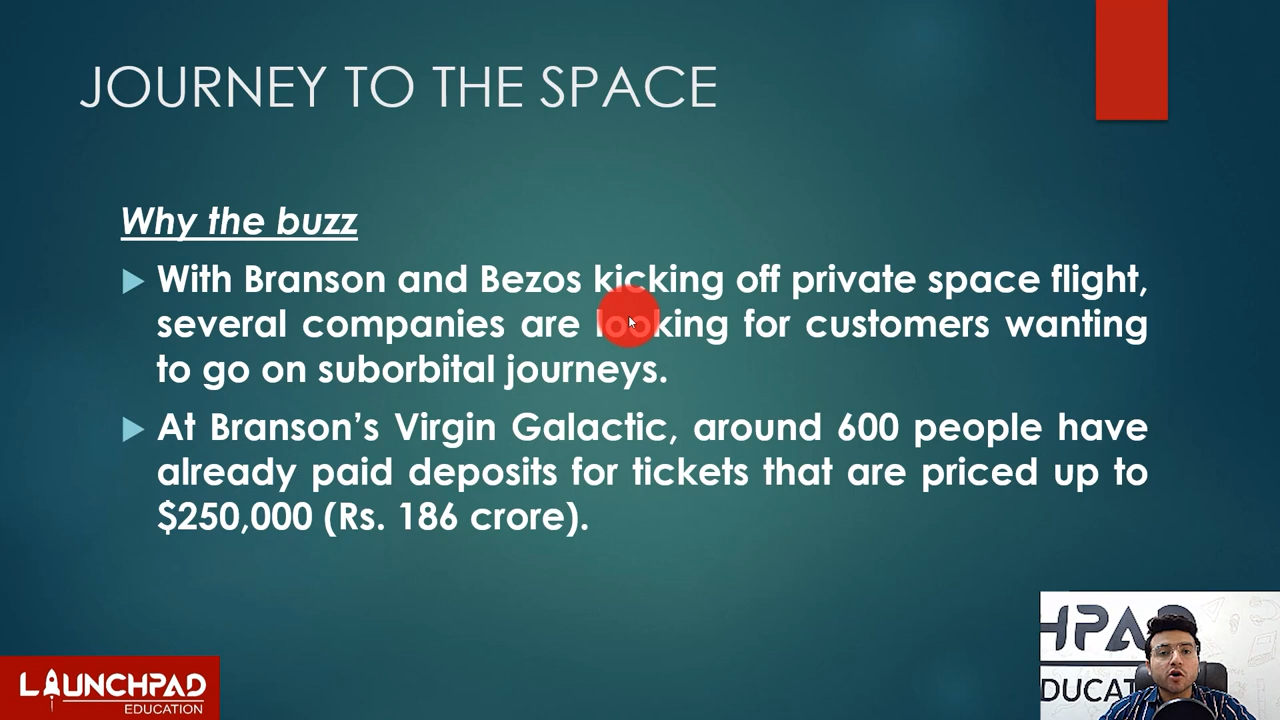 JOURNEY TO THE SPACE
Why the buzz
With Branson and Bezos kicking off private space flight,
several companies are looking for customers wanting
to go on suborbital journeys.
At Branson's Virgin Galactic, around 600 people have
already paid deposits for tickets that are priced up to
$250,000 (Rs. 186 crore).
LAUNCHPAD
EDUCATION
HPA
DUCAT